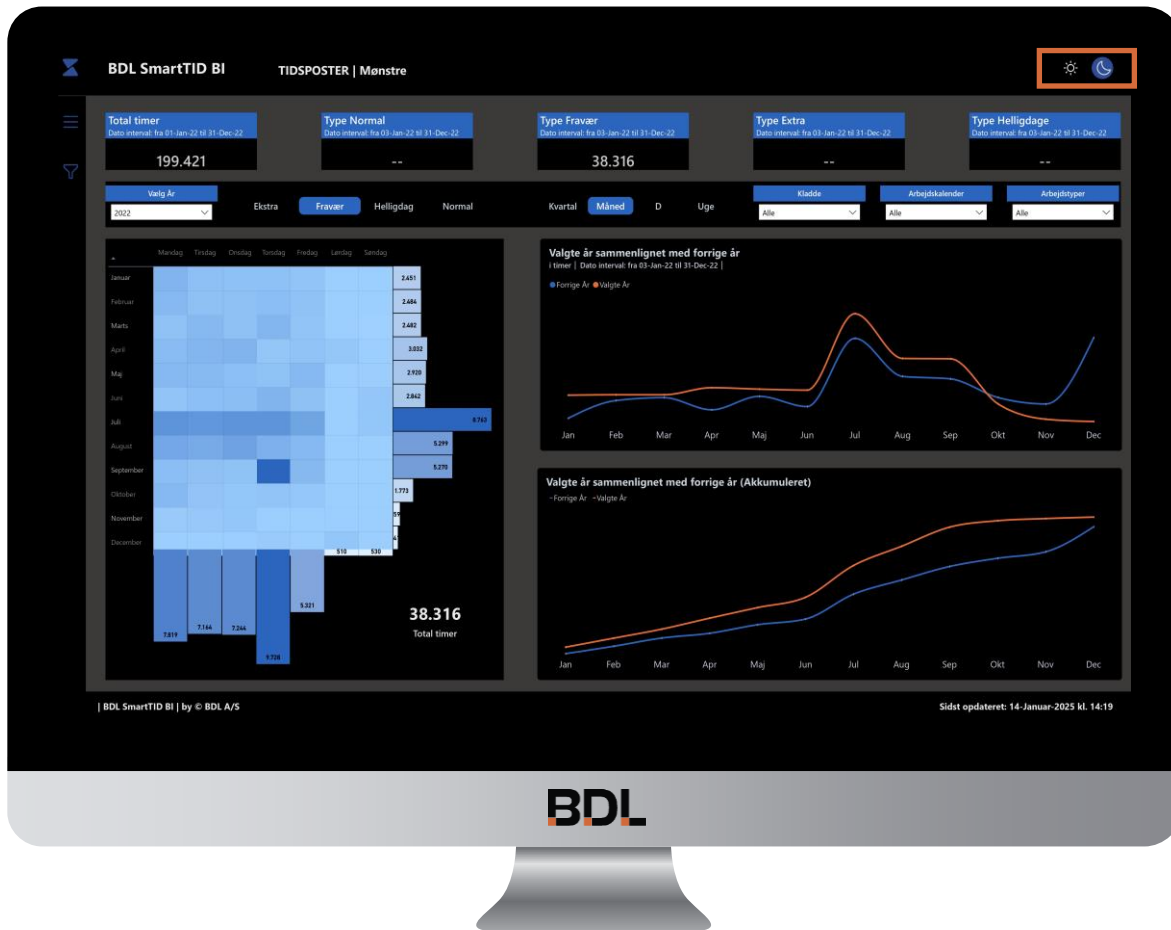 BDL SmartTID BI
TIDSPOSTER | Mønstre
Total timer
Dato interval: fra 01-Jan-22 til 31-Dec-22
199.421
Type Normal
Dato interval: fra 03-Jan-22 til 31-Dec-22
--
Type Fravær
Dato interval: fra 03-Jan-22 til 31-Dec-22
38.316
Type Extra
Dato interval: fra 03-Jan-22 til 31-Dec-22
--
Type Helligdage
Dato interval: fra 03-Jan-22 til 31-Dec-22
--
Vælg År
2022
Ekstra Fravær Helligdag Normal
Kvartal Måned D Uge
Kladde
Alle
Arbejdskalender
Alle
Arbejdstyper
Alle
Mandag Tirsdag Onsdag Torsdag Fredag Lørdag Søndag
Januar 2.451
Februar 2.484
Marts 2.482
April 3.032
Maj 2.920
Juni 2.842
Juli
August 5.299
September 5.270
Oktober 1.773
November
December
510 530
5.321
7.819 7.164 7.244
9.728
38.316
Total timer
Valgte år sammenlignet med forrige år
i timer | Dato interval: fra 03-Jan-22 til 31-Dec-22 |
Forrige År Valgte År
Jan Feb Mar Apr Maj Jun Jul Aug Sep Okt Nov Dec
Valgte år sammenlignet med forrige år (Akkumuleret)
Forrige År Valgte År
Jan Feb Mar Apr Maj Jun Jul Aug Sep Okt Nov Dec
| BDL SmartTID BI | by © BDL A/S
Sidst opdateret: 14-Januar-2025 kl. 14:19
BDL